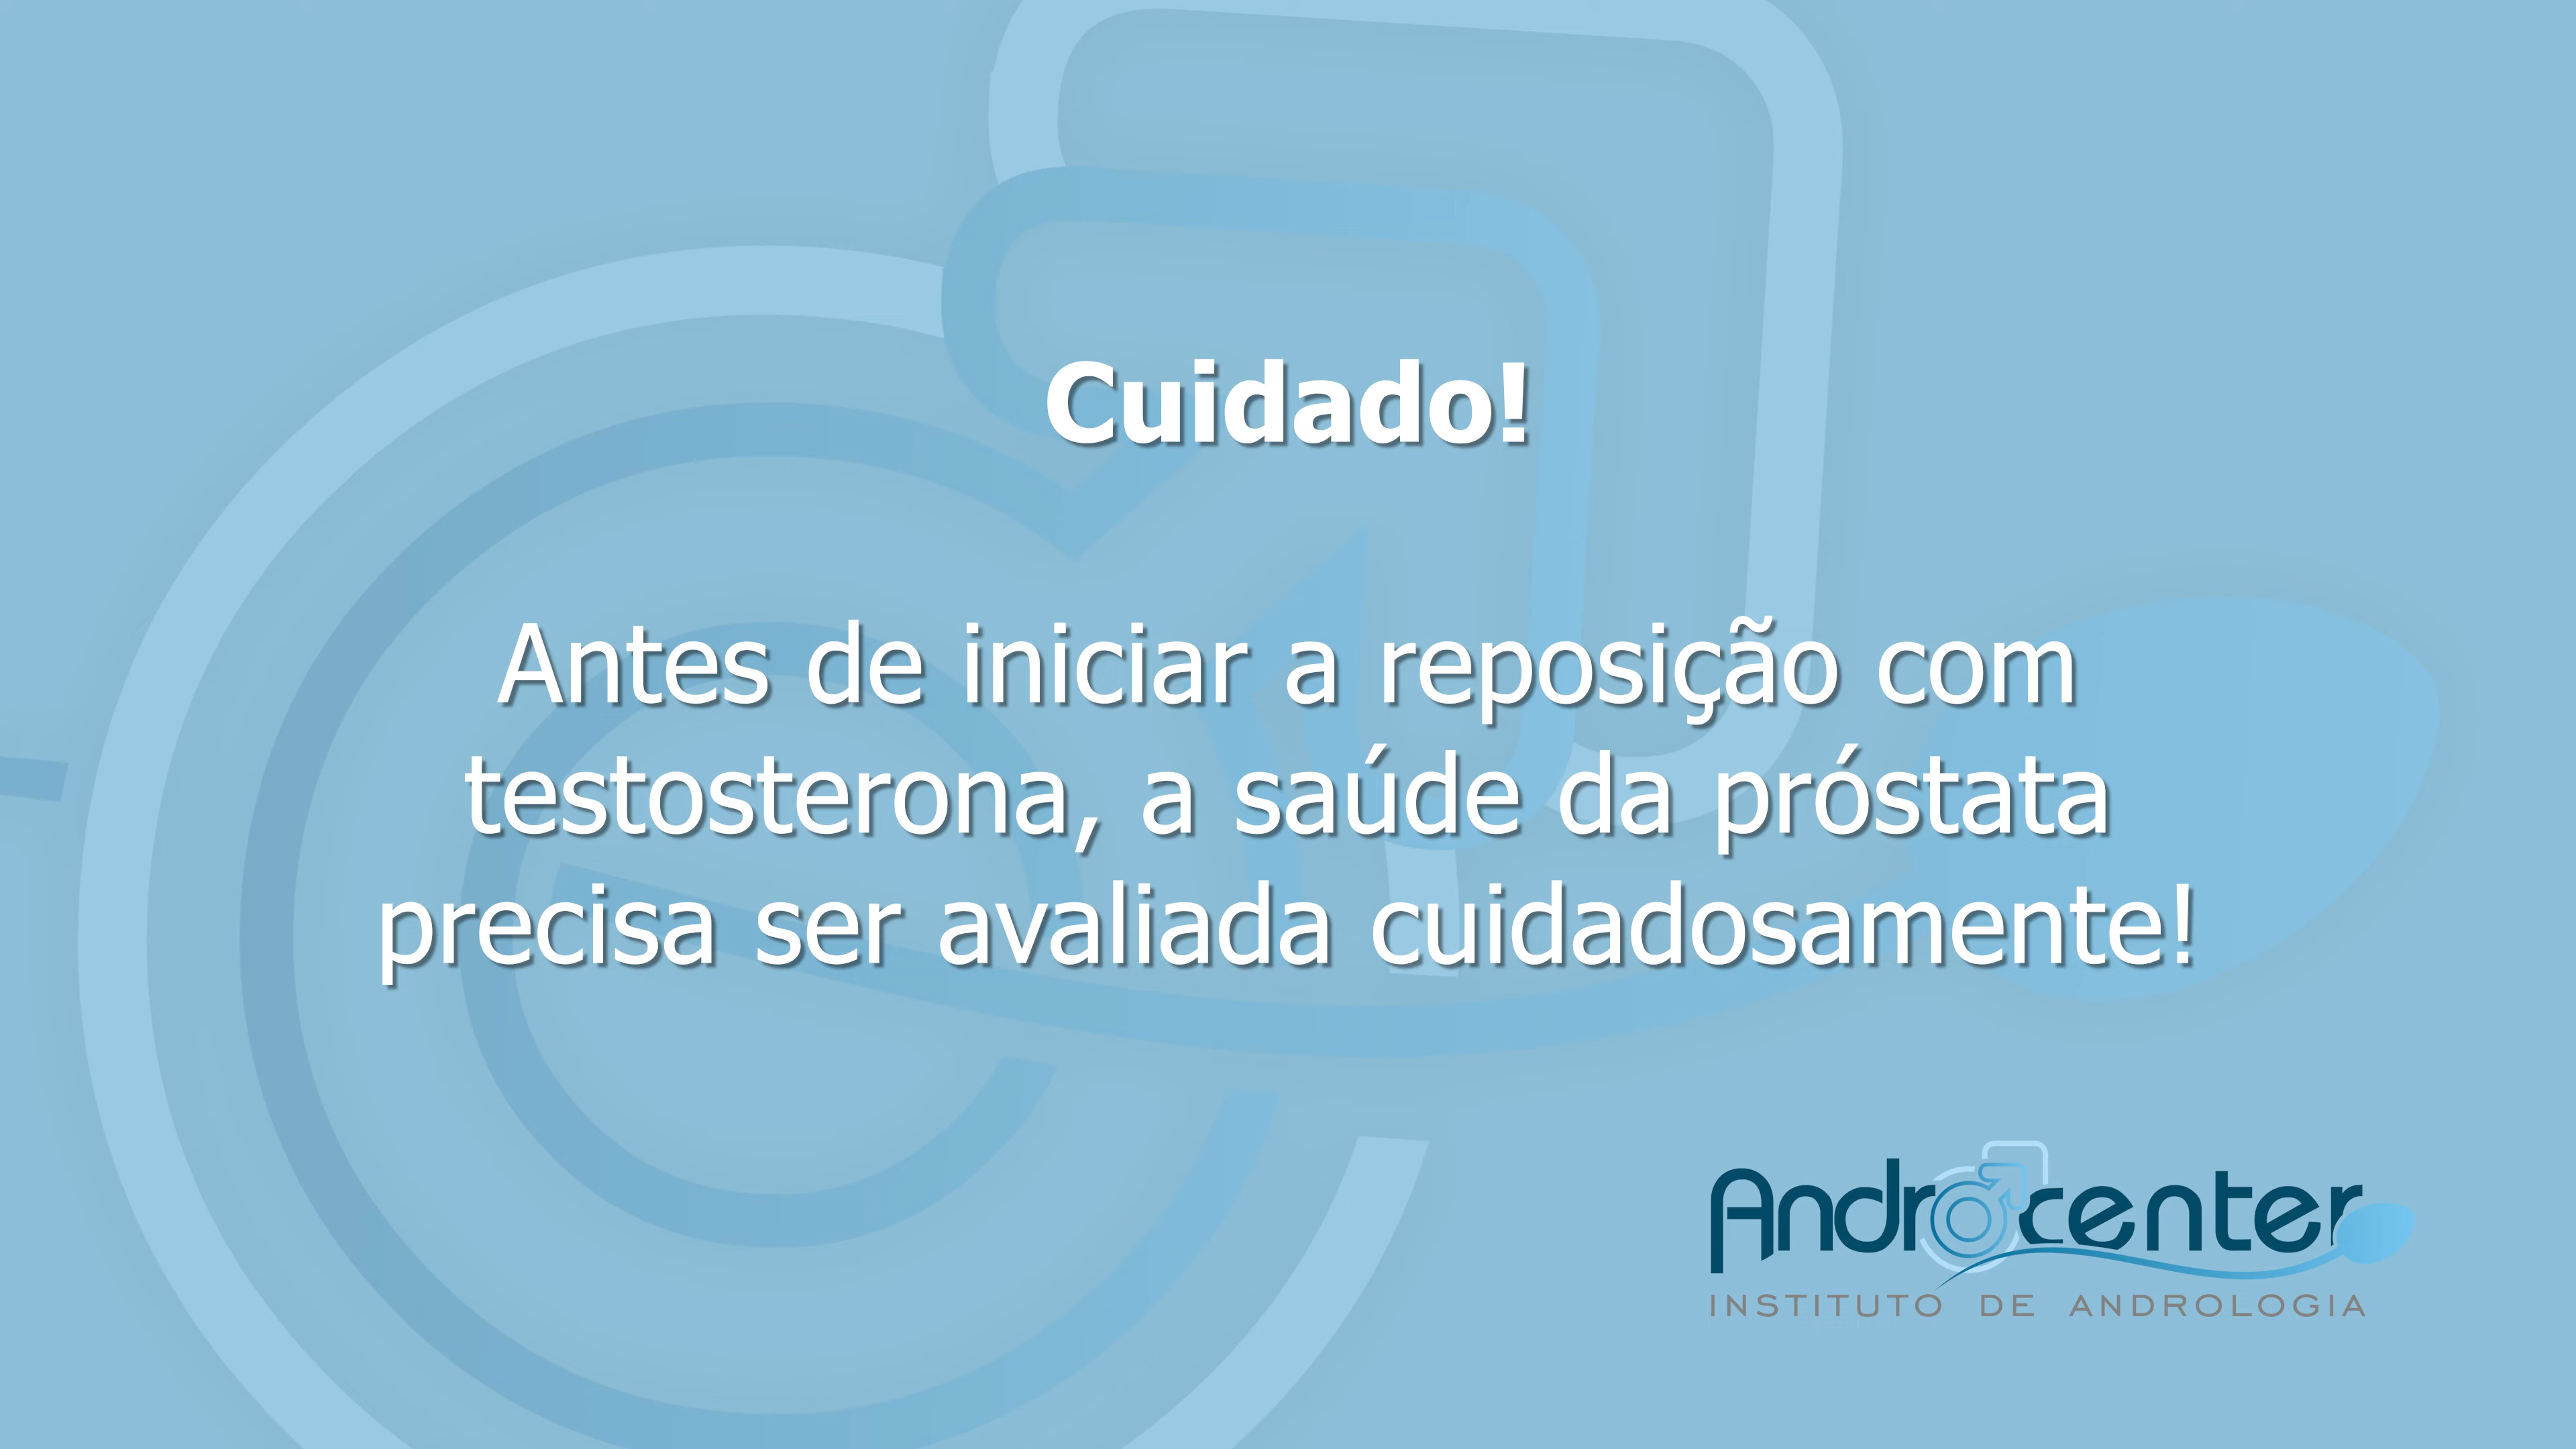 Cuidado!
Antes de iniciar a reposição com
testosterona, a saúde da próstata
precisa ser avaliada cuidadosamente!
Androcenter
INSTITUTO DE ANDROLOGIA